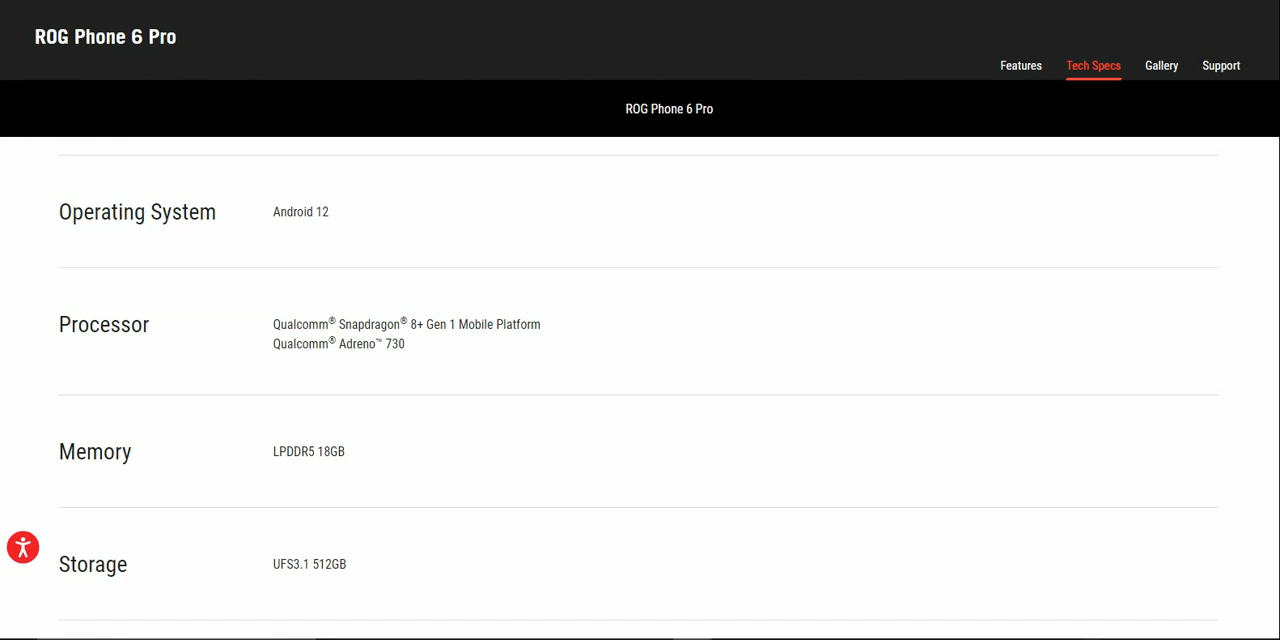 ROG Phone 6 Pro
Features Tech Specs Gallery Support
ROG Phone 6 Pro
Operating System Android 12
Processor Qualcomm® Snapdragon® 8+ Gen 1 Mobile Platform
Qualcomm® Adreno™ 730
Memory LPDDR5 18GB
Storage UFS3.1 512GB